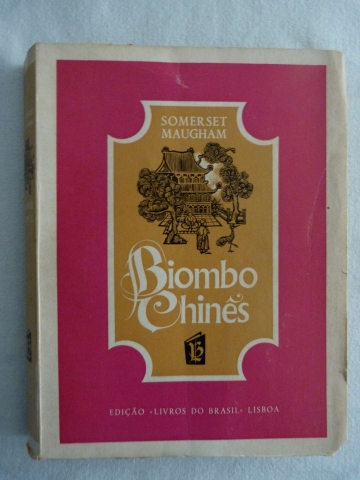 SOMERSET
MAUGHAM
Biombo
Chinês
EDIÇÃO «LIVROS DO BRASIL» LISBOA